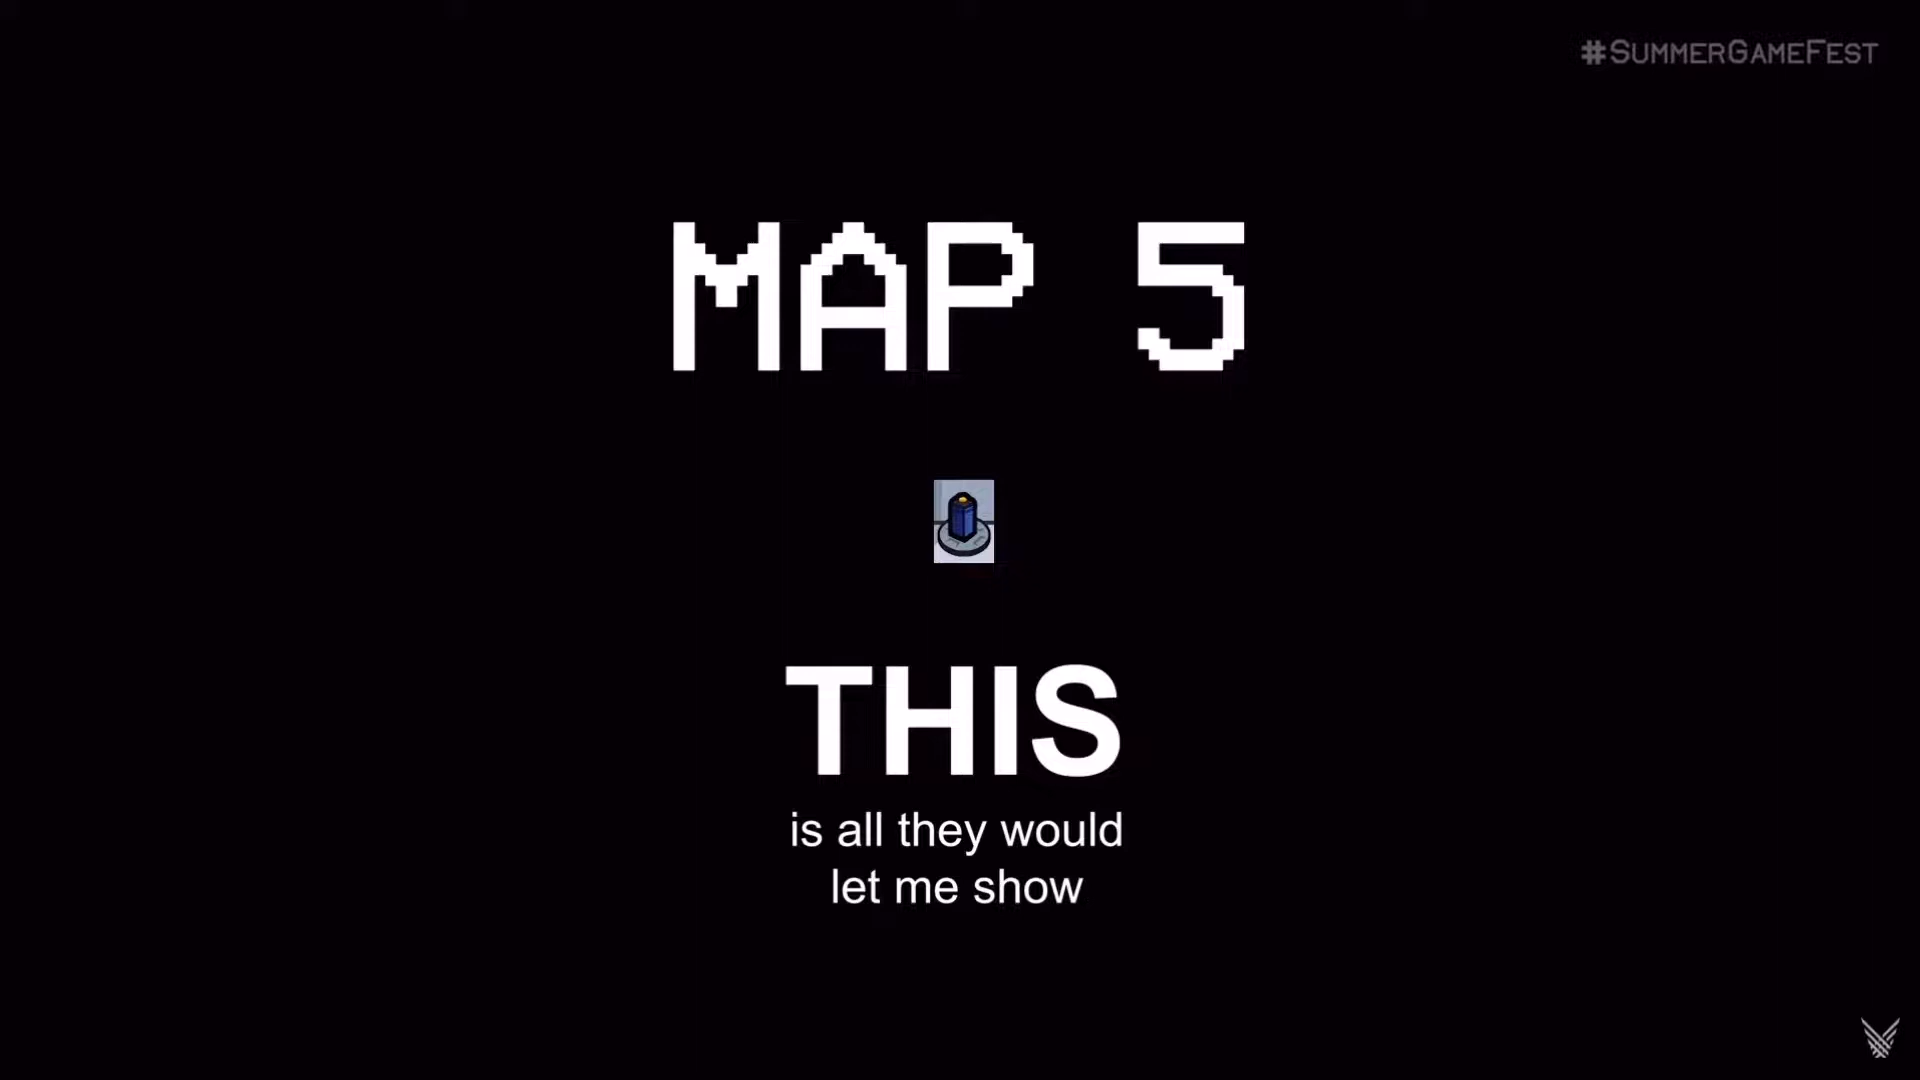 #SUMMERGAMEFEST
MAP 5
THIS
is all they would
let me show